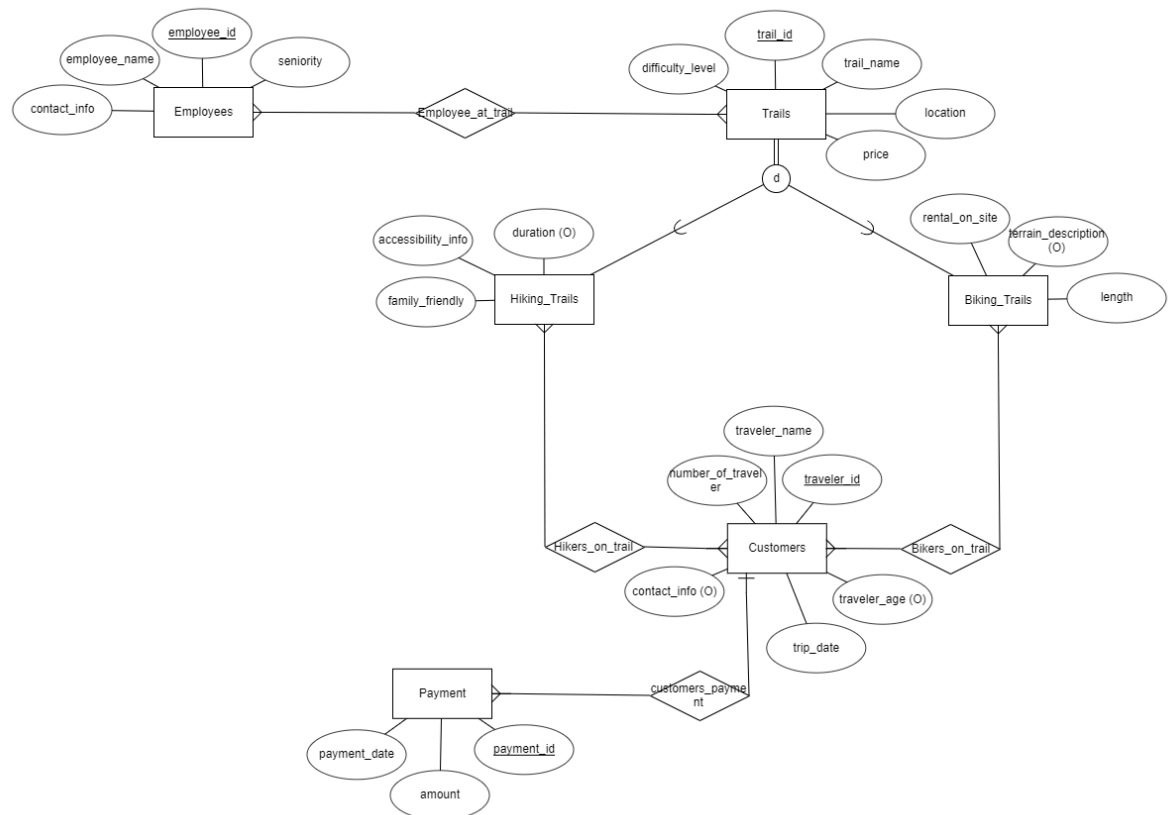 employee_id
employee_name
seniority
contact_info
Employees
Employee_at_trail
trail_id
difficulty_level
trail_name
location
Trails
price
d
accessibility_info
duration (O)
family_friendly
Hiking_Trails
rental_on_site
terrain_description
(O)
Biking_Trails
length
traveler_name
number_of_travel
er
traveler_id
Hikers_on_trail
Customers
Bikers_on_trail
contact_info (O)
traveler_age (O)
trip_date
Payment
customers_payme
nt
payment_date
payment_id
amount